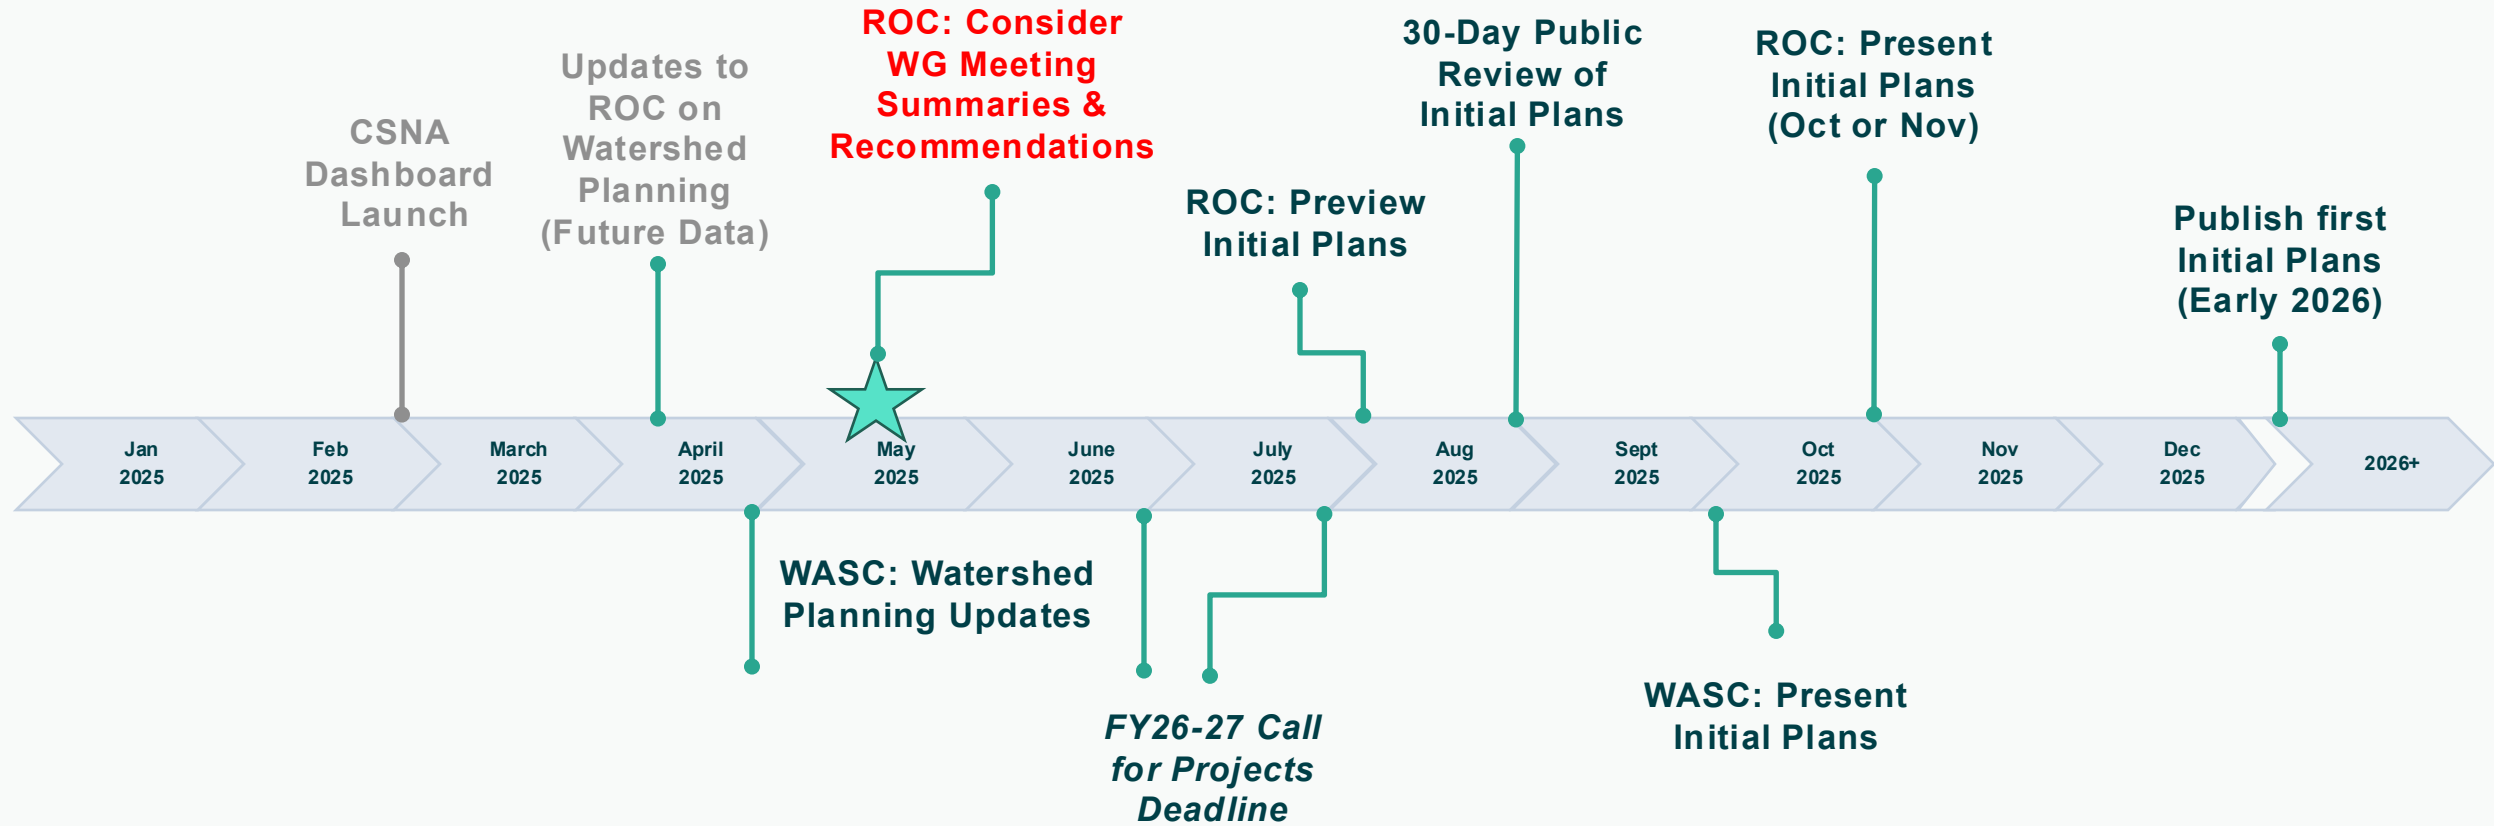 CSNA
Dashboard
Launch
Updates to
ROC on
Watershed
Planning
(Future Data)
ROC: Consider
WG Meeting
Summaries &
Recommendations
ROC: Preview
Initial Plans
30-Day Public
Review of
Initial Plans
ROC: Present
Initial Plans
(Oct or Nov)
Publish first
Initial Plans
(Early 2026)
Jan
2025
Feb
2025
March
2025
April
2025
May
2025
June
2025
July
2025
Aug
2025
Sept
2025
Oct
2025
Nov
2025
Dec
2025
2026+
WASC: Watershed
Planning Updates
FY26-27 Call
for Projects
Deadline
WASC: Present
Initial Plans